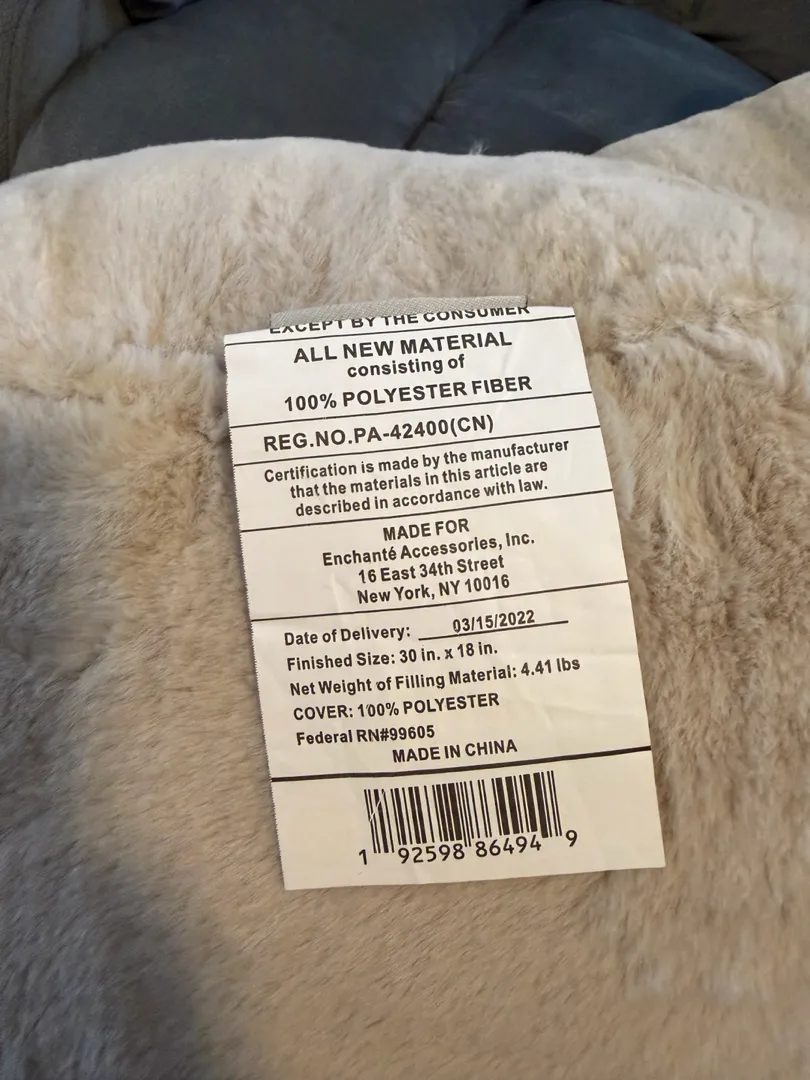 EXCEPT BY THE CONSUMER
ALL NEW MATERIAL
consisting of
100% POLYESTER FIBER
REG.NO.PA-42400(CN)
Certification is made by the manufacturer
that the materials in this article are
described in accordance with law.
MADE FOR
Enchanté Accessories, Inc.
16 East 34th Street
New York, NY 10016
Date of Delivery: 03/15/2022
Finished Size: 30 in. x 18 in.
Net Weight of Filling Material: 4.41 lbs
COVER: 100% POLYESTER
Federal RN#99605
MADE IN CHINA
1 92598 86494 9